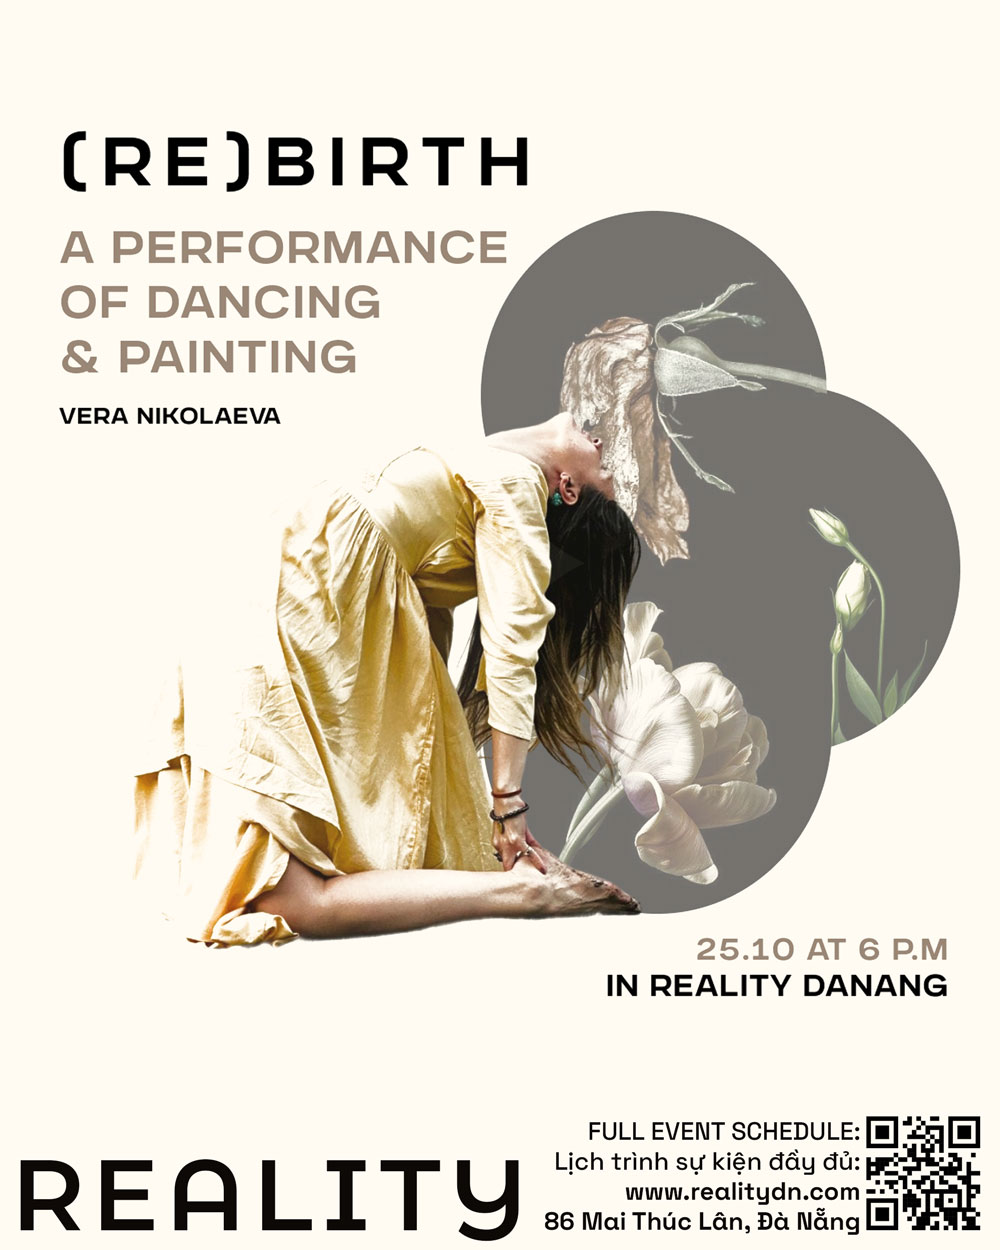 (RE)BIRTH
A PERFORMANCE
OF DANCING
& PAINTING
VERA NIKOLAEVA
25.10 AT 6 P.M
IN REALITY DANANG
REALITY
FULL EVENT SCHEDULE:
Lịch trình sự kiện đầy đủ:
www.realitydn.com
86 Mai Thúc Lân, Đà Nẵng